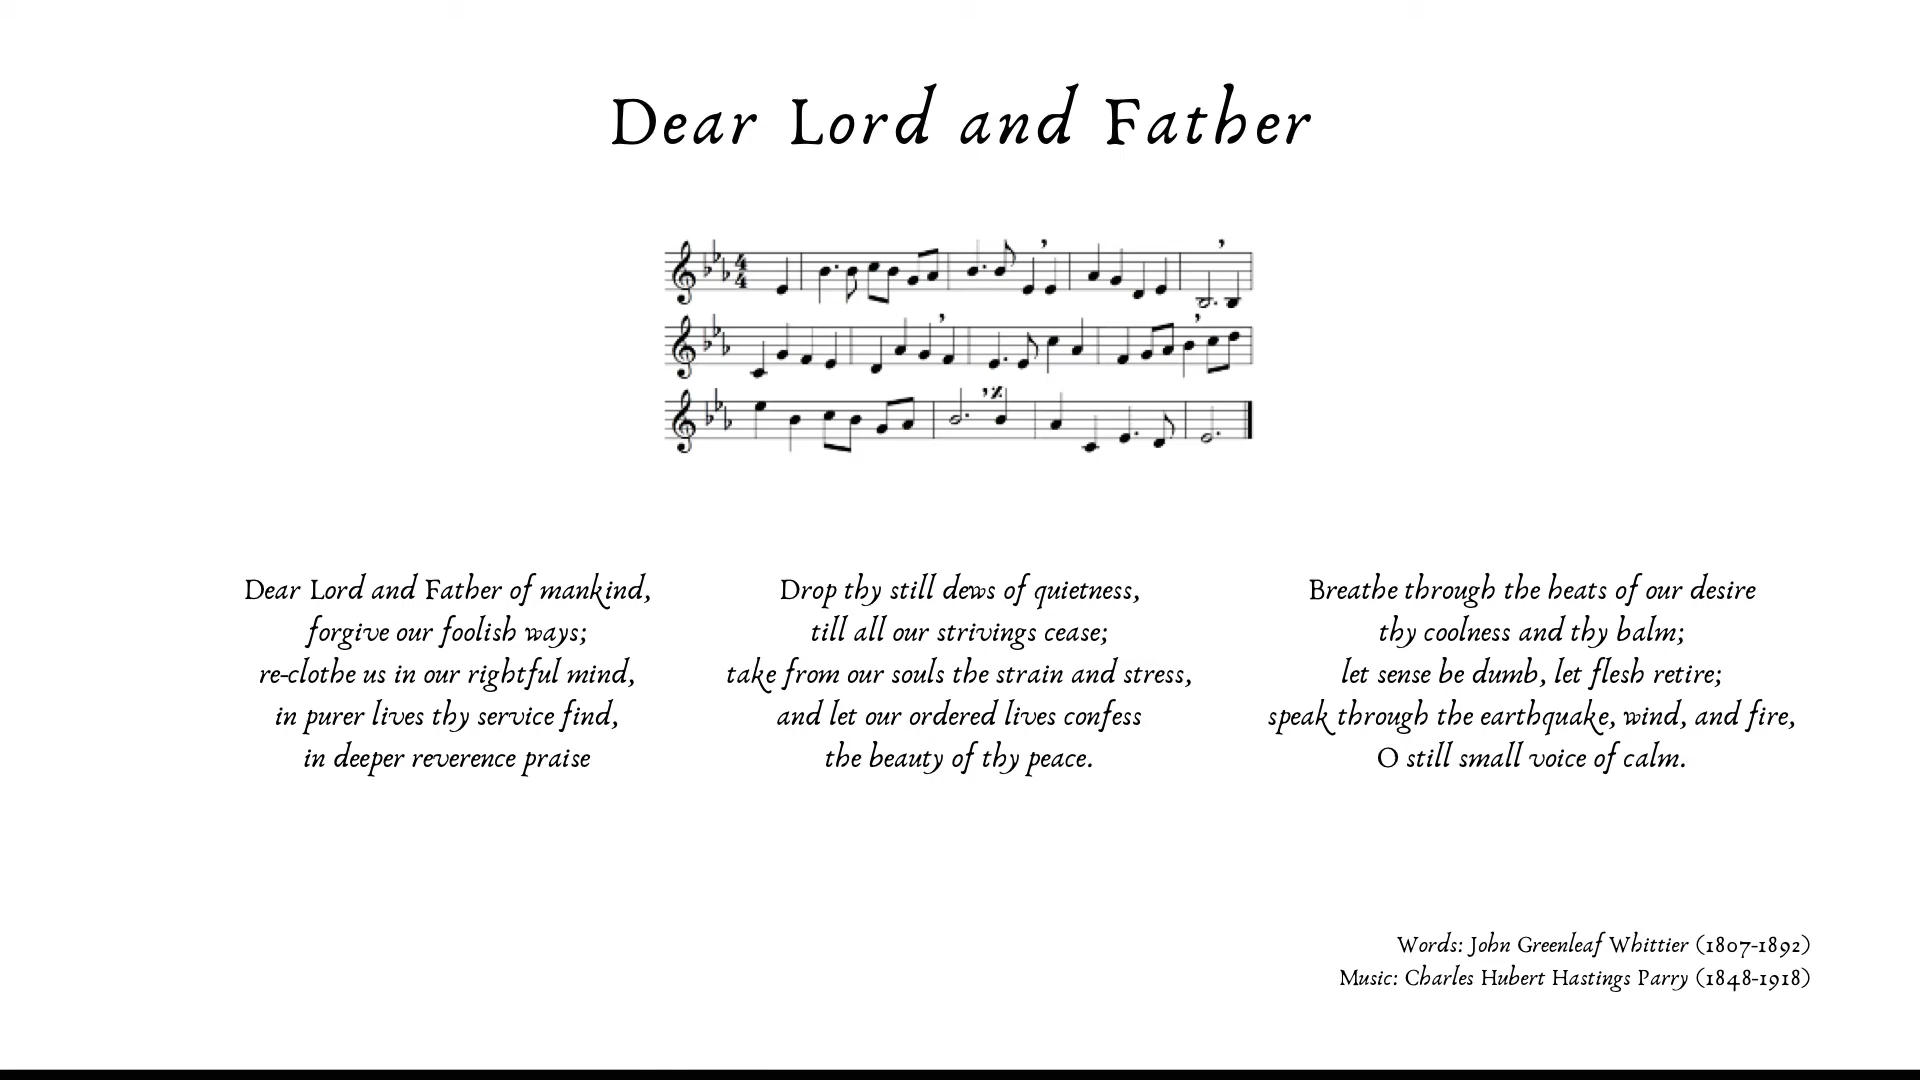 Dear Lord and Father
Dear Lord and Father of mankind,
forgive our foolish ways;
re-clothe us in our rightful mind,
in purer lives thy service find,
in deeper reverence praise
Drop thy still dews of quietness,
till all our strivings cease;
take from our souls the strain and stress,
and let our ordered lives confess
the beauty of thy peace.
Breathe through the heats of our desire
thy coolness and thy balm;
let sense be dumb, let flesh retire;
speak through the earthquake, wind, and fire,
O still small voice of calm.
Words: John Greenleaf Whittier (1807-1892)
Music: Charles Hubert Hastings Parry (1848-1918)